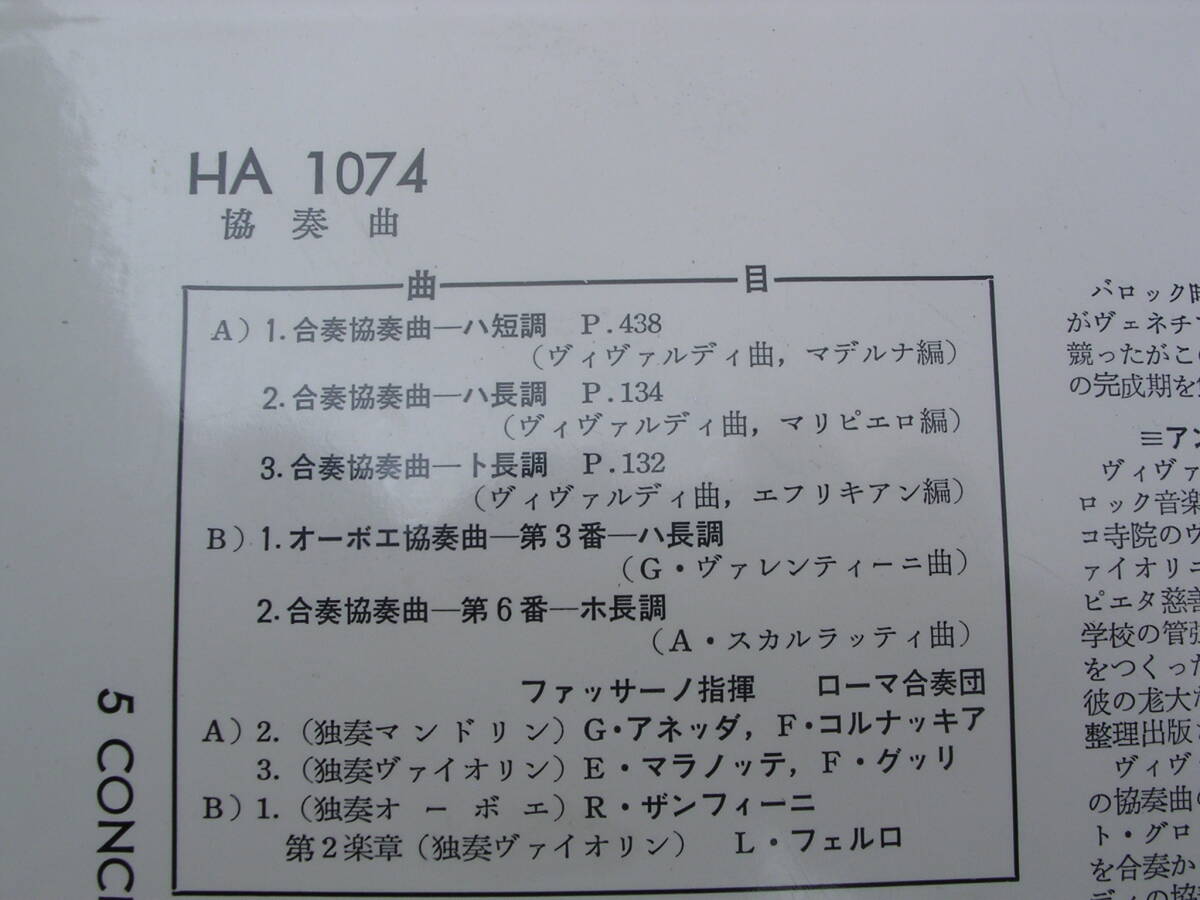 HA 1074
協奏曲
曲目
A) 1. 合奏協奏曲—ハ短調 P.438
(ヴィヴァルディ曲, マデルナ編)
2. 合奏協奏曲—ハ長調 P.134
(ヴィヴァルディ曲, マリピエロ編)
3. 合奏協奏曲—ト長調 P.132
(ヴィヴァルディ曲, エフリキアン編)
B) 1. オーボエ協奏曲—第3番—ハ長調
(G・ヴァレンティーニ曲)
2. 合奏協奏曲—第6番—ホ長調
(A・スカルラッティ曲)
ファッサーノ指揮 ローマ合奏団
A) 2. (独奏マンドリン) G・アネッダ, F・コルナッキア
3. (独奏ヴァイオリン) E・マラノッテ, F・グッリ
B) 1. (独奏オーボエ) R・ザンフィーニ
第2楽章 (独奏ヴァイオリン) L・フェルロ
5 CONC
バロック
がヴェネチ
競ったがこ
の完成期を
≡ア
ヴィヴァ
ロック音楽
コ寺院のヴ
ァイオリニ
ピエタ慈善
学校の管弦
をつくった
彼の尨大な
整理出版
ヴィヴ
の協奏曲の
ト・グロ
を合奏か
ディの協